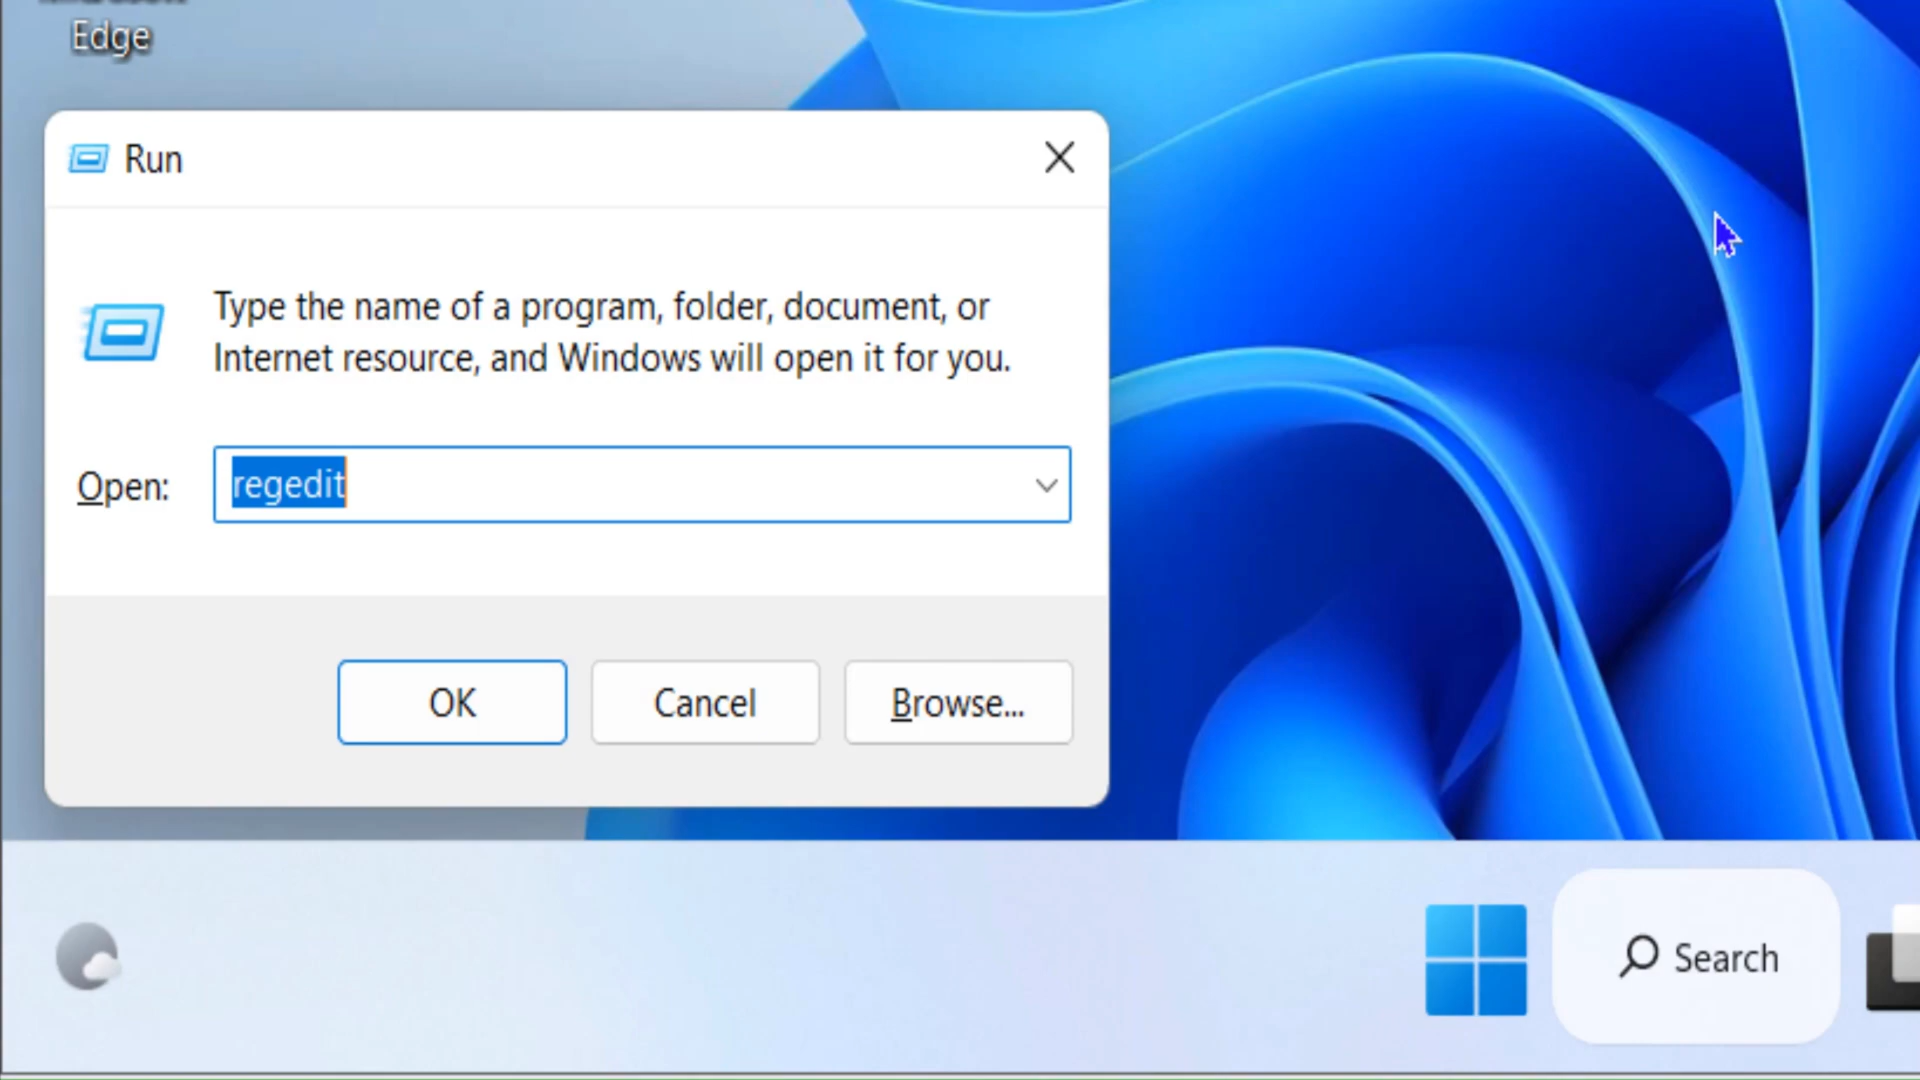 Edge
Run
Type the name of a program, folder, document, or
Internet resource, and Windows will open it for you.
Open:
regedit
OK
Cancel
Browse...
Search